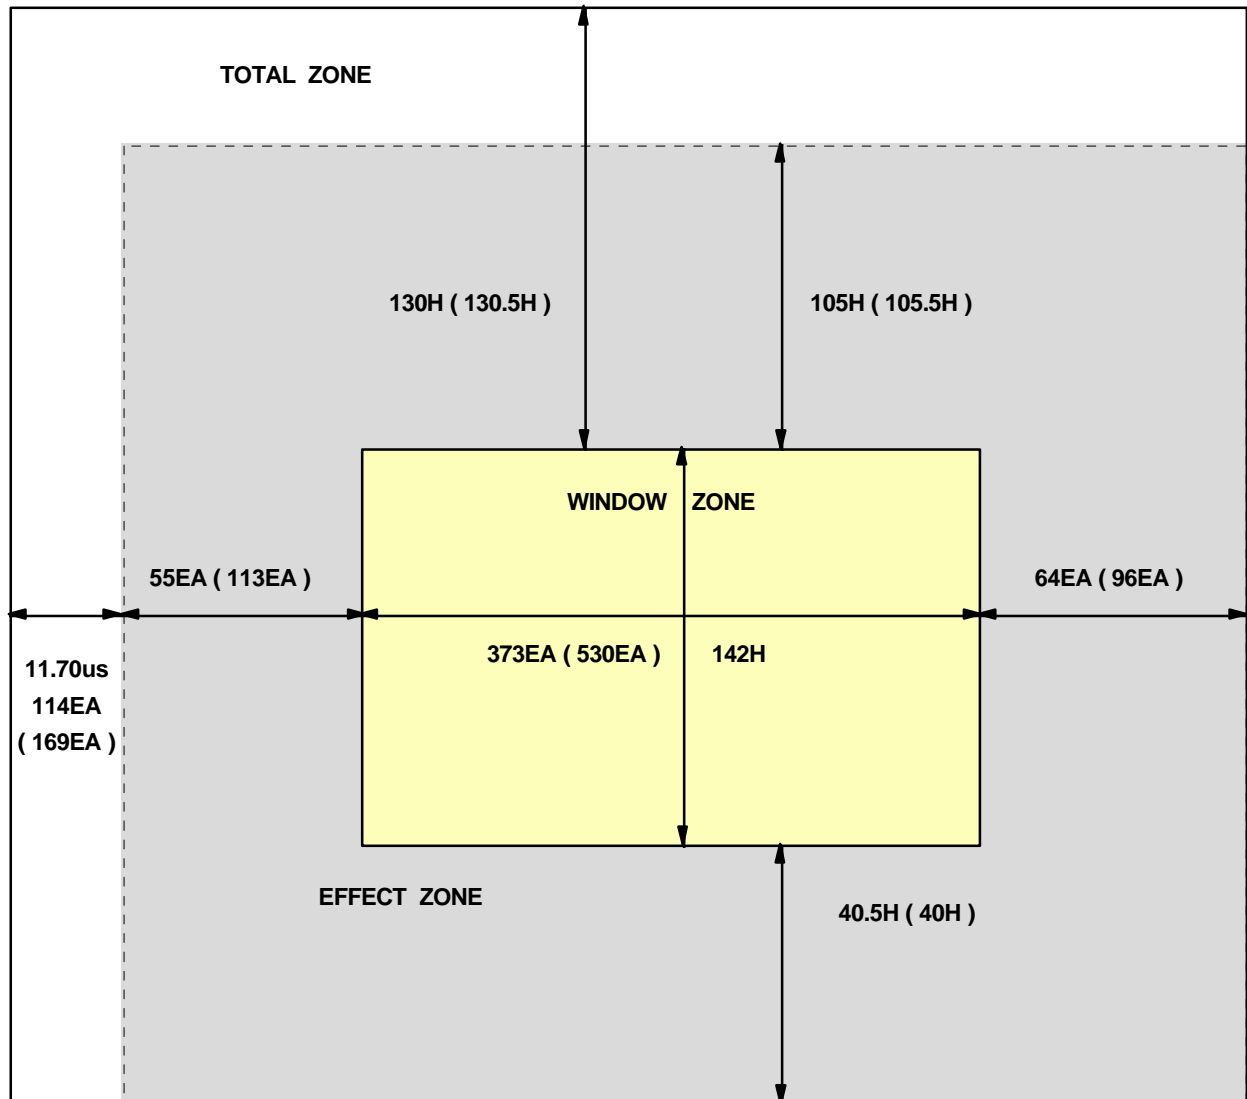 TOTAL ZONE
130H ( 130.5H )
105H ( 105.5H )
WINDOW ZONE
55EA ( 113EA )
64EA ( 96EA )
373EA ( 530EA )
142H
11.70us
114EA
( 169EA )
EFFECT ZONE
40.5H ( 40H )